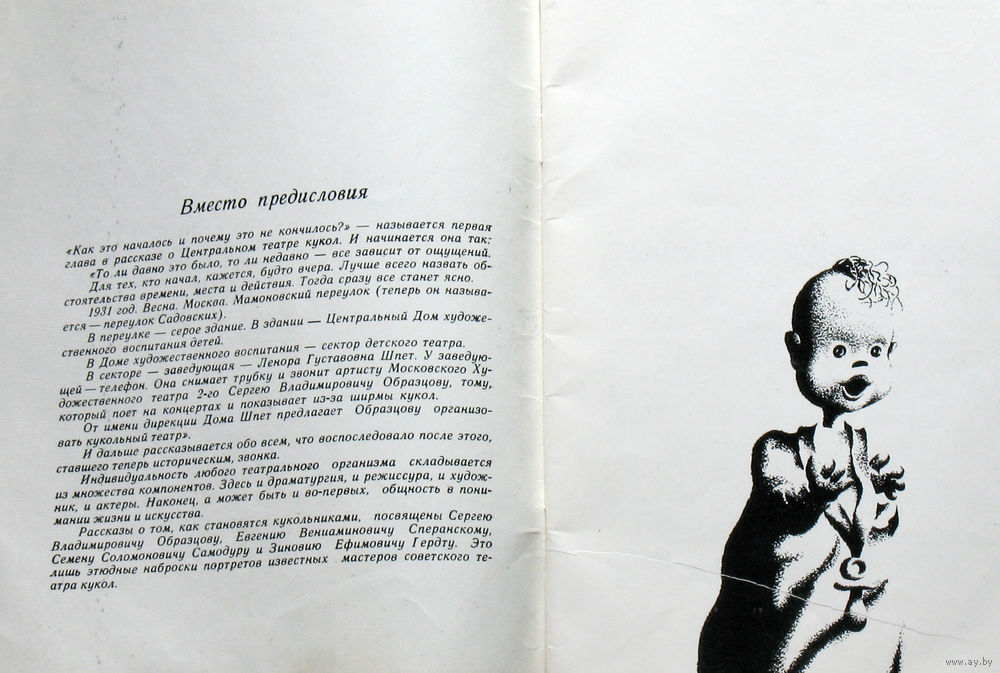 Вместо предисловия
«Как это началось и почему это не кончилось?» — называется первая
глава в рассказе о Центральном театре кукол. И начинается она так:
«То ли давно это было, то ли недавно — все зависит от ощущений.
Для тех, кто начал, кажется, будто вчера. Лучше всего назвать об-
стоятельства времени, места и действия. Тогда сразу все станет ясно.
1931 год. Весна. Москва. Мамоновский переулок (теперь он называ-
ется — переулок Садовских).
В переулке — серое здание. В здании — Центральный Дом художе-
ственного воспитания детей.
В Доме художественного воспитания — сектор детского театра.
В секторе — заведующая — Ленора Густавовна Шпет. У заведую-
щей — телефон. Она снимает трубку и звонит артисту Московского Ху-
дожественного театра 2-го Сергею Владимировичу Образцову, тому,
который поет на концертах и показывает из-за ширмы кукол.
От имени дирекции Дома Шпет предлагает Образцову организо-
вать кукольный театр».
И дальше рассказывается обо всем, что воспоследовало после этого,
ставшего теперь историческим, звонка.
Индивидуальность любого театрального организма складывается
из множества компонентов. Здесь и драматургия, и режиссура, и худож-
ник, и актеры. Наконец, а может быть и во-первых, общность в пони-
мании жизни и искусства.
Рассказы о том, как становятся кукольниками, посвящены Сергею
Владимировичу Образцову, Евгению Вениаминовичу Сперанскому,
Семену Соломоновичу Самодуру и Зиновию Ефимовичу Гердту. Это
лишь этюдные наброски портретов известных мастеров советского те-
атра кукол.
www.ay.by